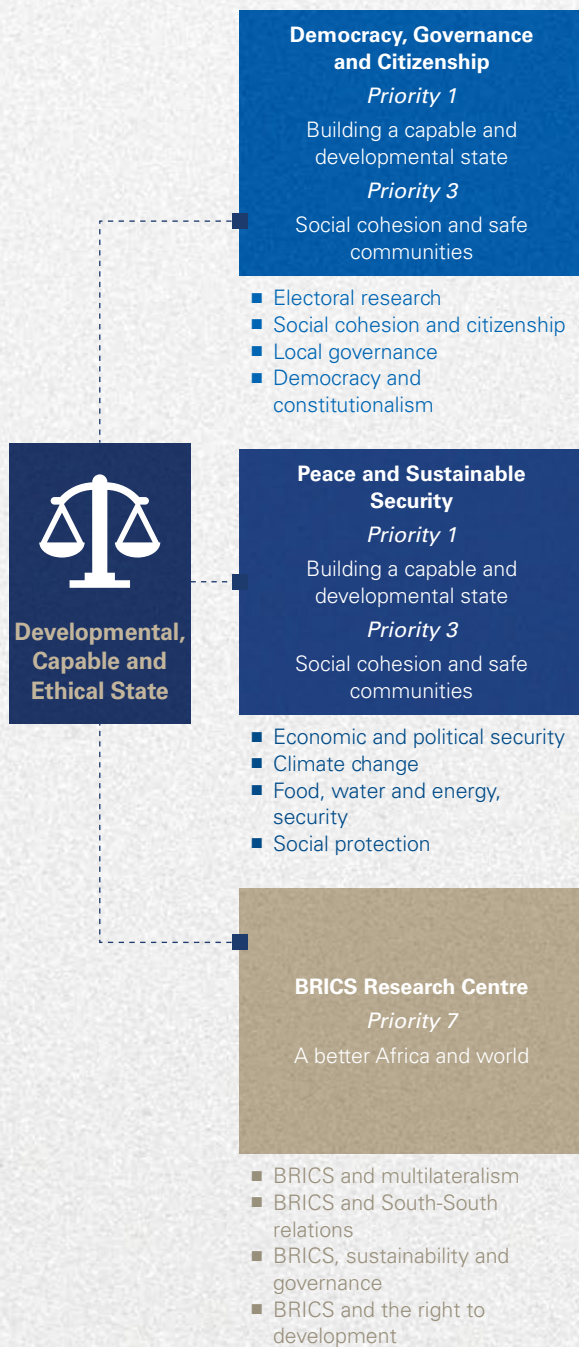 Democracy, Governance
and Citizenship
Priority 1
Building a capable and
developmental state
Priority 3
Social cohesion and safe
communities
Electoral research
Social cohesion and citizenship
Local governance
Democracy and
constitutionalism
Developmental,
Capable and
Ethical State
Peace and Sustainable
Security
Priority 1
Building a capable and
developmental state
Priority 3
Social cohesion and safe
communities
Economic and political security
Climate change
Food, water and energy,
security
Social protection
BRICS Research Centre
Priority 7
A better Africa and world
BRICS and multilateralism
BRICS and South-South
relations
BRICS, sustainability and
governance
BRICS and the right to
development